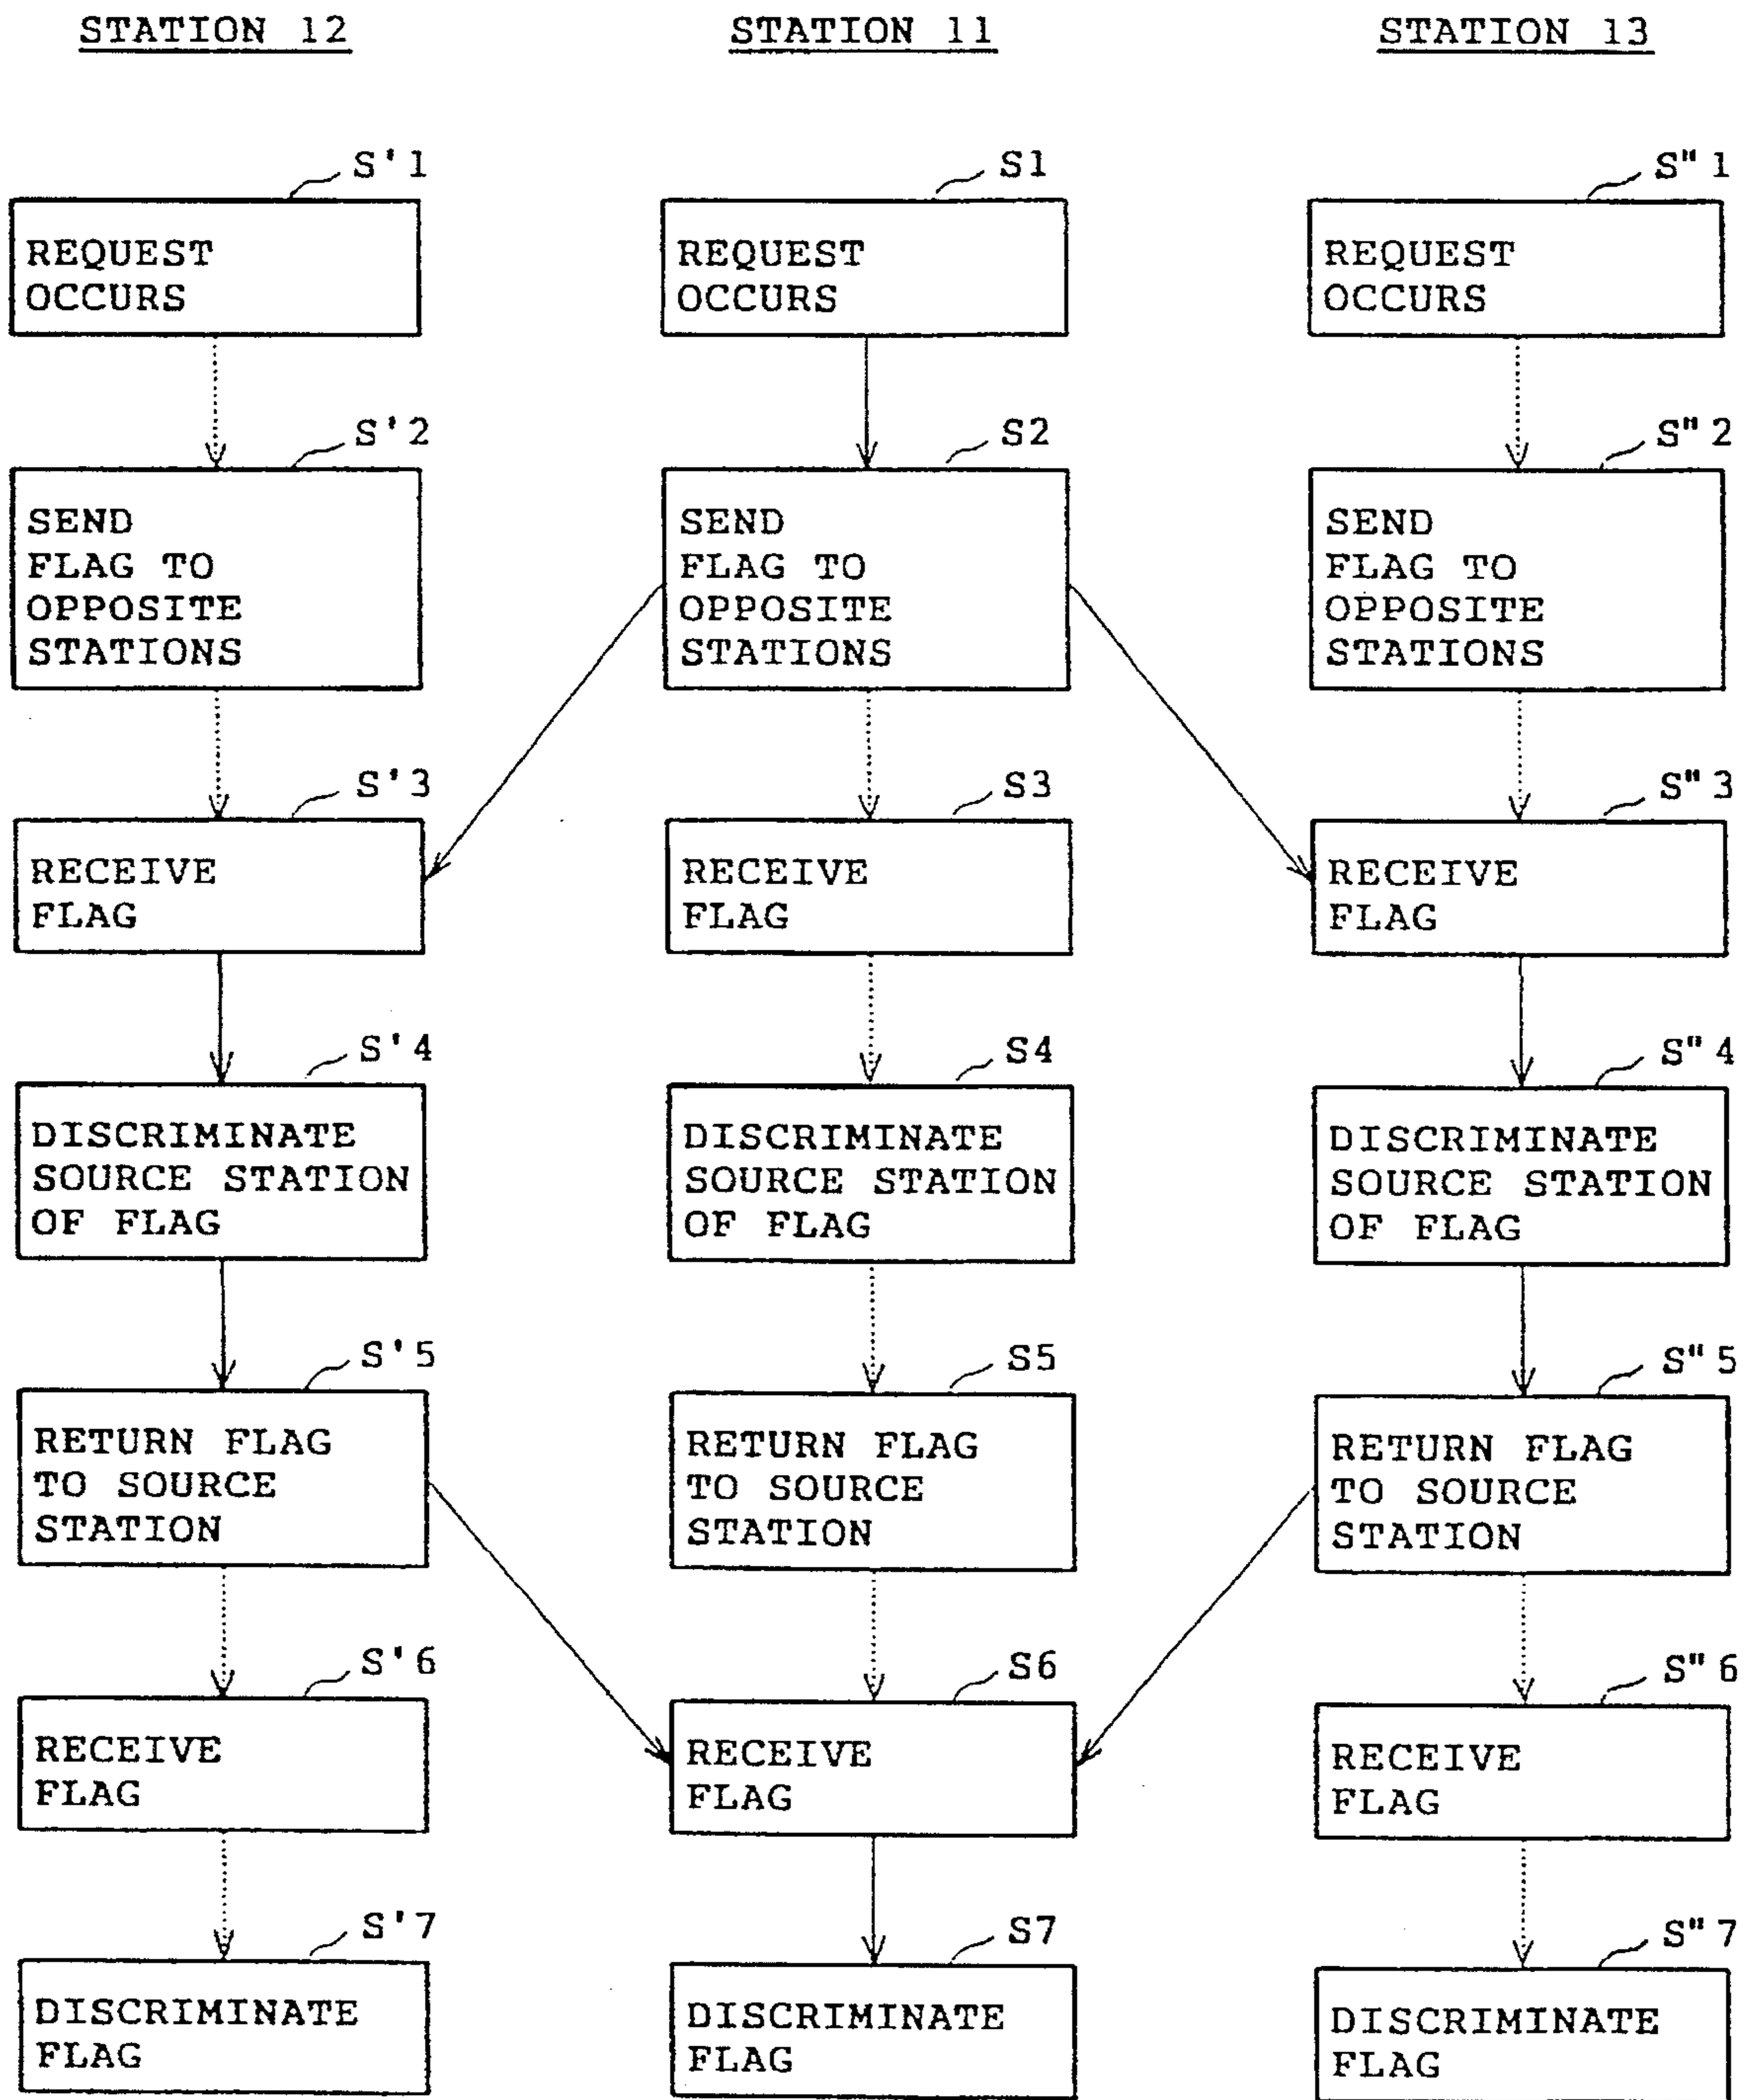 STATION 12
STATION 11
STATION 13
S'1
S1
S"1
REQUEST
OCCURS
REQUEST
OCCURS
REQUEST
OCCURS
S'2
S2
S"2
SEND
FLAG TO
OPPOSITE
STATIONS
SEND
FLAG TO
OPPOSITE
STATIONS
SEND
FLAG TO
OPPOSITE
STATIONS
S'3
S3
S"3
RECEIVE
FLAG
RECEIVE
FLAG
RECEIVE
FLAG
S'4
S4
S"4
DISCRIMINATE
SOURCE STATION
OF FLAG
DISCRIMINATE
SOURCE STATION
OF FLAG
DISCRIMINATE
SOURCE STATION
OF FLAG
S'5
S5
S"5
RETURN FLAG
TO SOURCE
STATION
RETURN FLAG
TO SOURCE
STATION
RETURN FLAG
TO SOURCE
STATION
S'6
S6
S"6
RECEIVE
FLAG
RECEIVE
FLAG
RECEIVE
FLAG
S'7
S7
S"7
DISCRIMINATE
FLAG
DISCRIMINATE
FLAG
DISCRIMINATE
FLAG